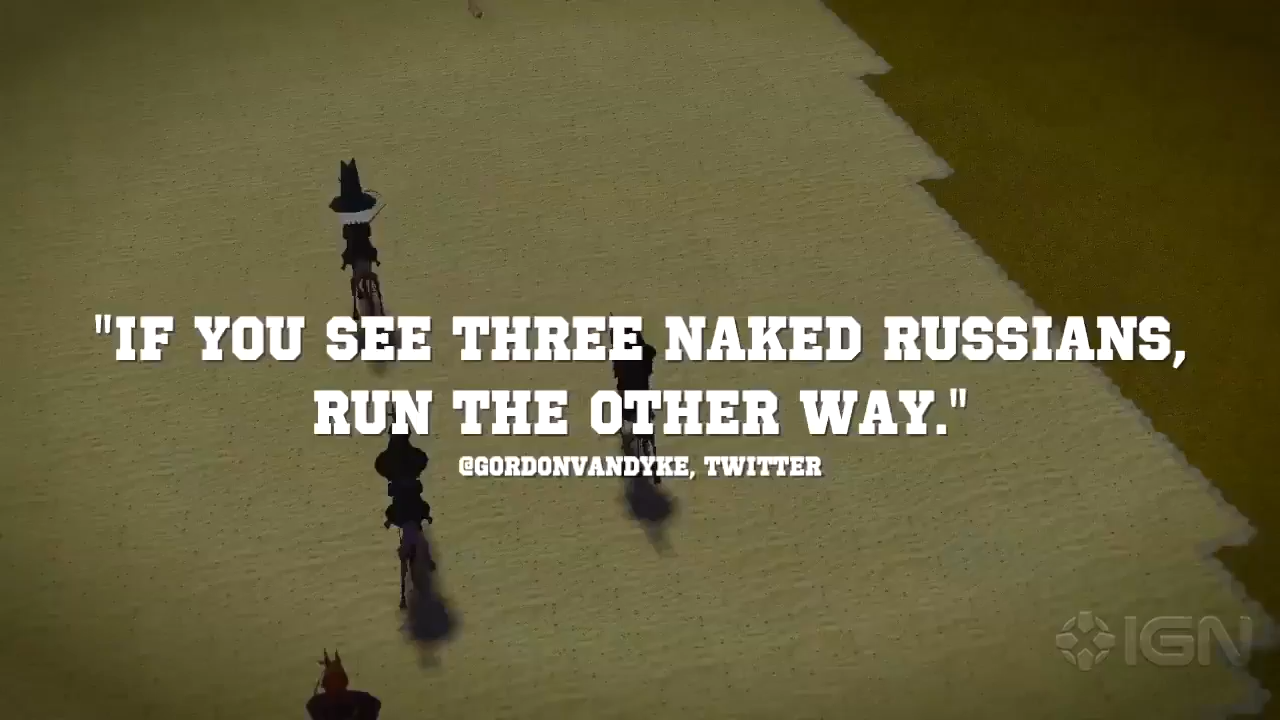 "IF YOU SEE THREE NAKED RUSSIANS,
RUN THE OTHER WAY."
@GORDONVANDYKE, TWITTER
IGN